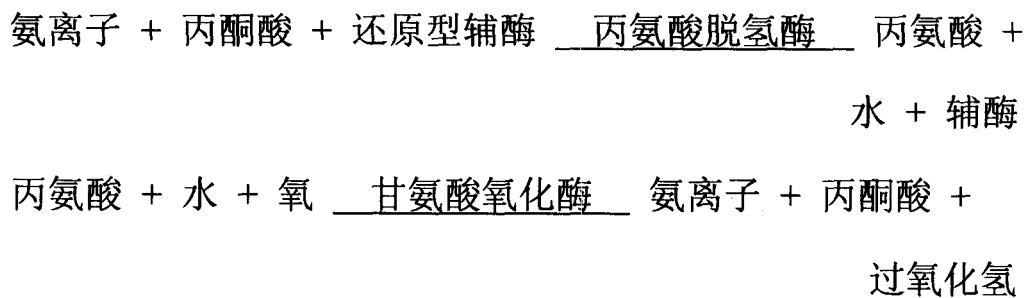 氨离子 + 丙酮酸 + 还原型辅酶 丙氨酸脱氢酶 丙氨酸 +
水 + 辅酶
丙氨酸 + 水 + 氧 甘氨酸氧化酶 氨离子 + 丙酮酸 +
过氧化氢